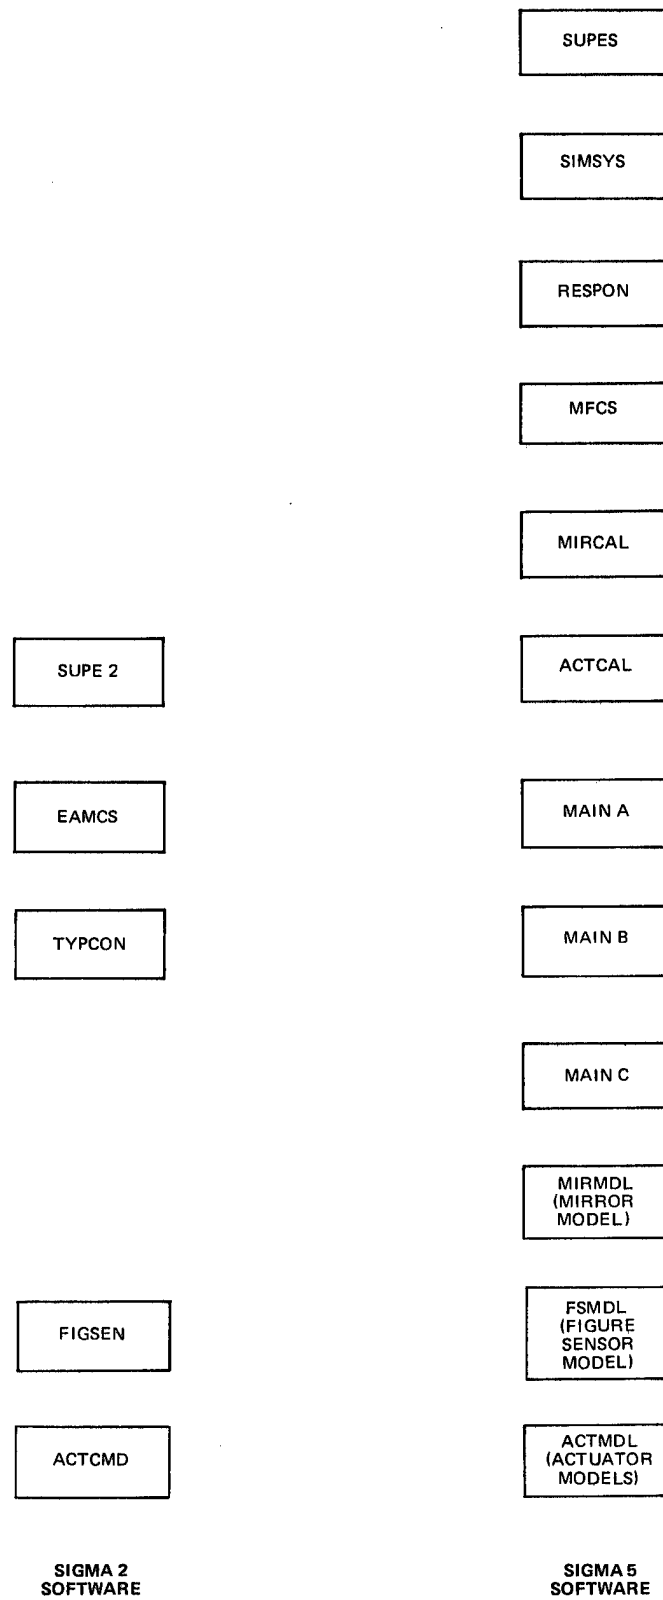 SUPES
SIMSYS
RESPON
MFCS
MIRCAL
SUPE 2
ACTCAL
EAMCS
MAIN A
TYPCON
MAIN B
MAIN C
MIRMDL
(MIRROR
MODEL)
FIGSEN
FSMDL
(FIGURE
SENSOR
MODEL)
ACTCMD
ACTMDL
(ACTUATOR
MODELS)
SIGMA 2
SOFTWARE
SIGMA 5
SOFTWARE